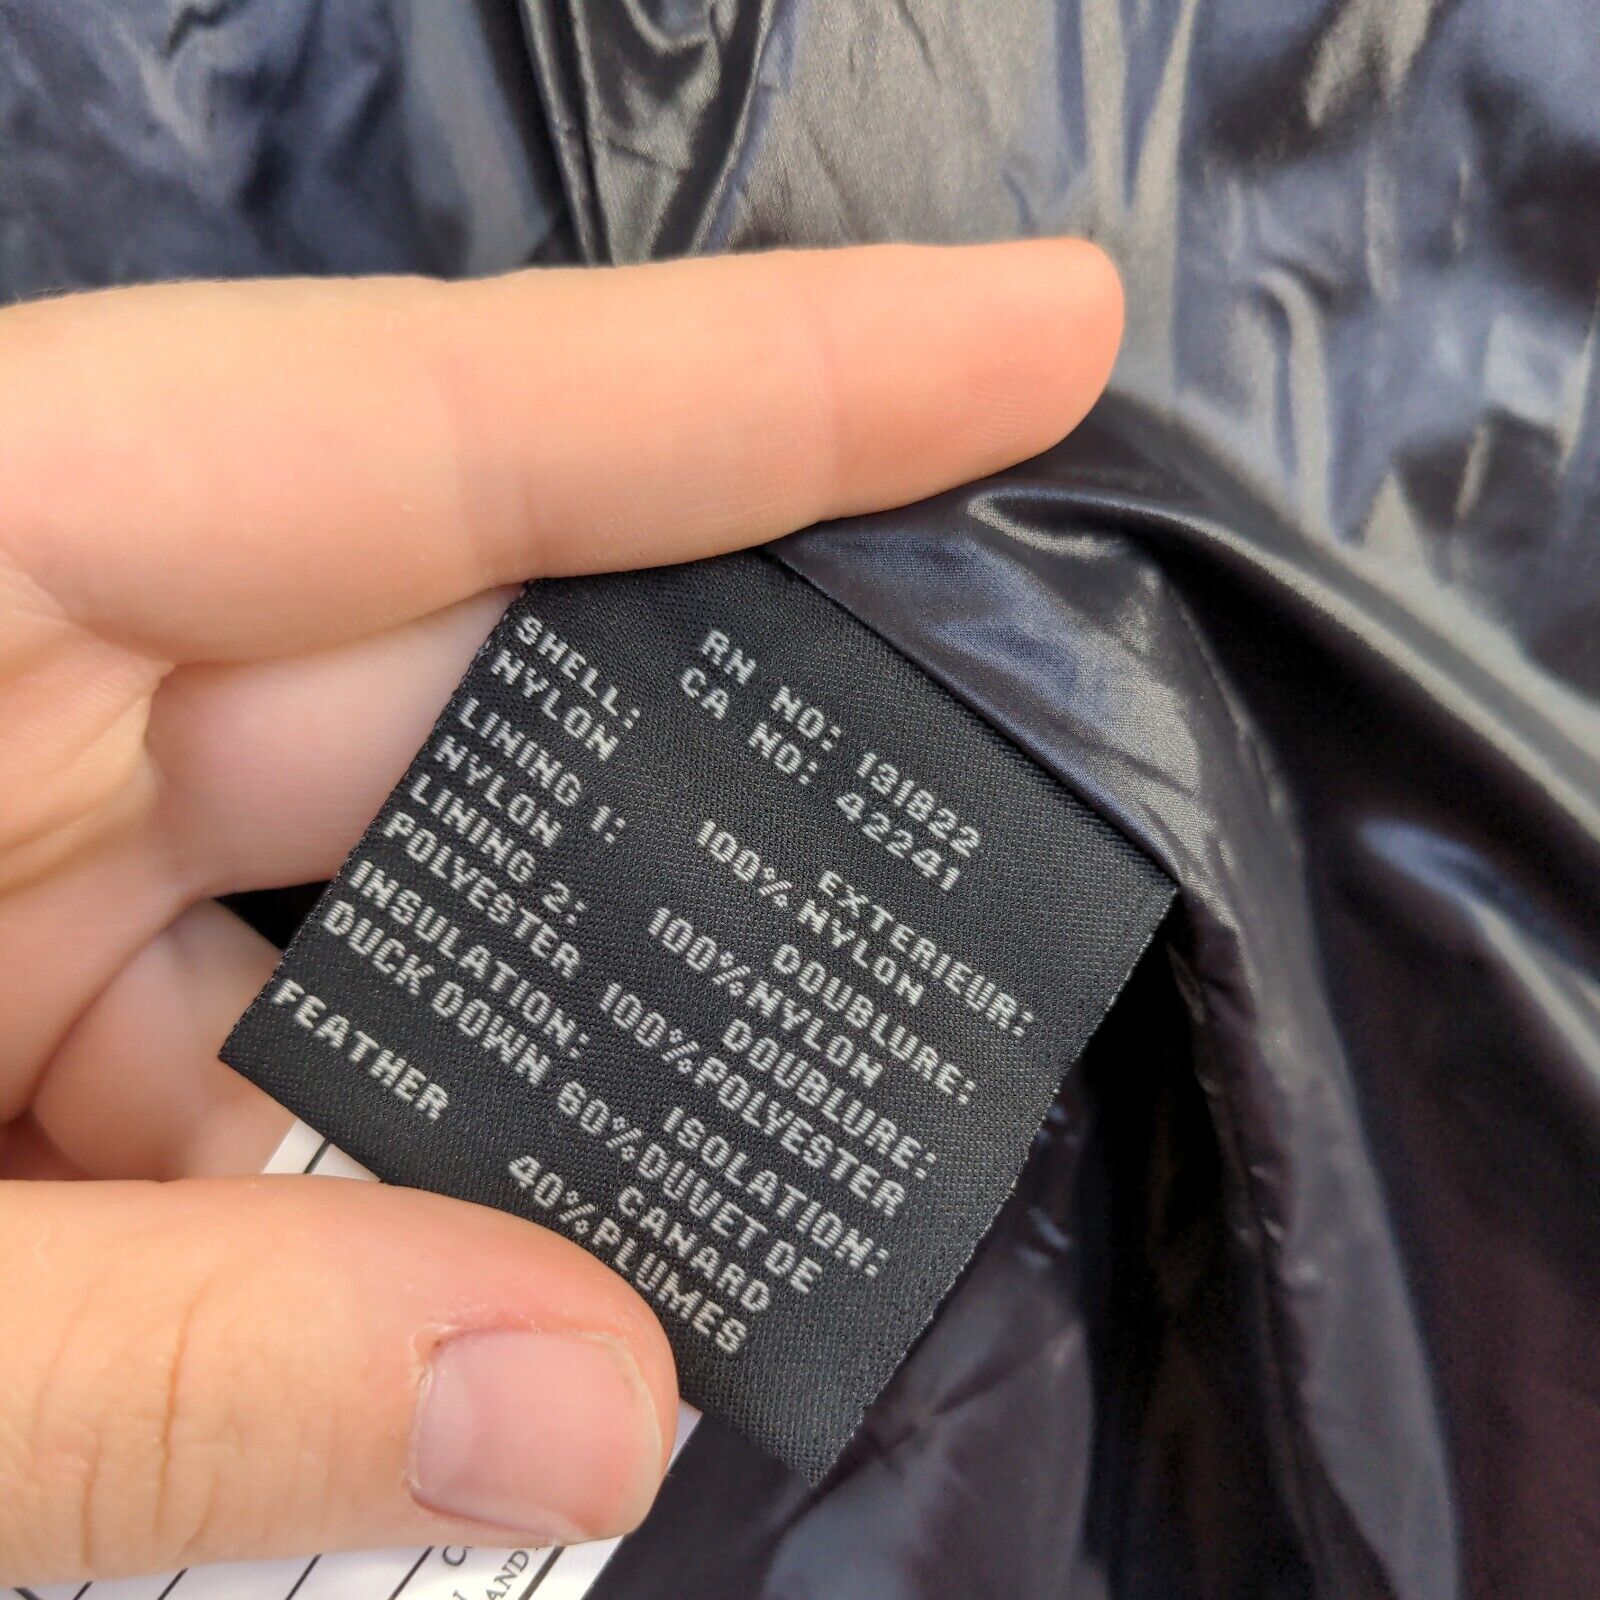 RN NO: 131822
CA NO: 42241
SHELL: EXTERIEUR:
NYLON 100% NYLON
LINING 1: DOUBLURE:
NYLON 100%NYLON
LINING 2: DOUBLURE:
POLYESTER 100%POLYESTER
INSULATION: ISOLATION:
DUCK DOWN 60%DUVET DE
CANARD
FEATHER 40%PLUMES